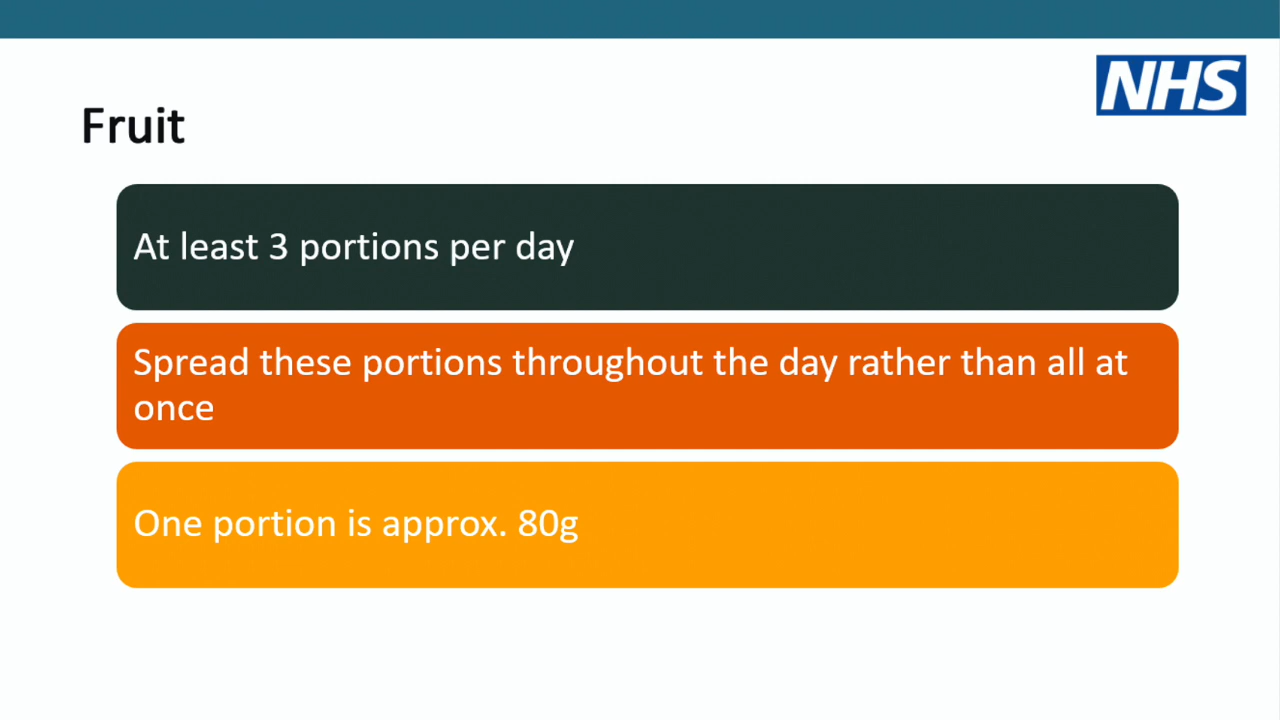 NHS
Fruit
At least 3 portions per day
Spread these portions throughout the day rather than all at
once
One portion is approx. 80g